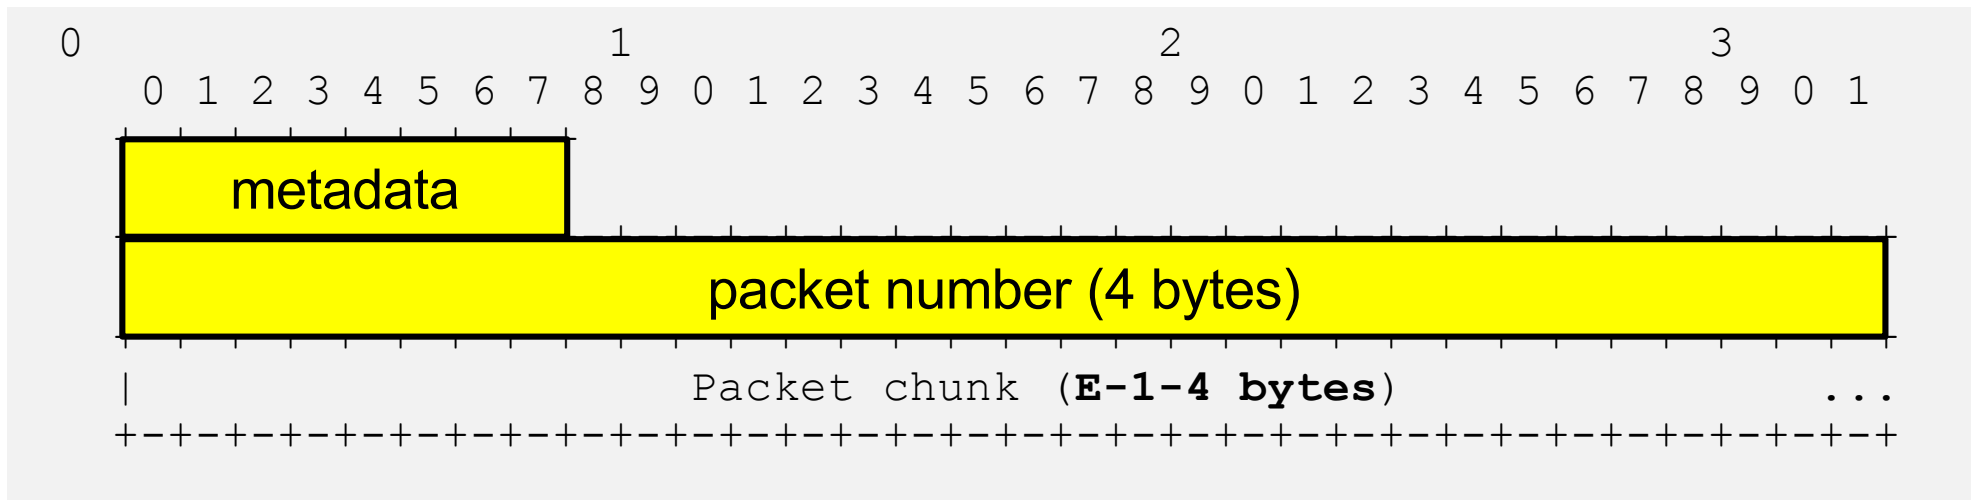 0 1 2 3
0 1 2 3 4 5 6 7 8 9 0 1 2 3 4 5 6 7 8 9 0 1 2 3 4 5 6 7 8 9 0 1
metadata
packet number (4 bytes)
| Packet chunk (E-1-4 bytes) ...
+-+-+-+-+-+-+-+-+-+-+-+-+-+-+-+-+-+-+-+-+-+-+-+-+-+-+-+-+-+-+-+-+